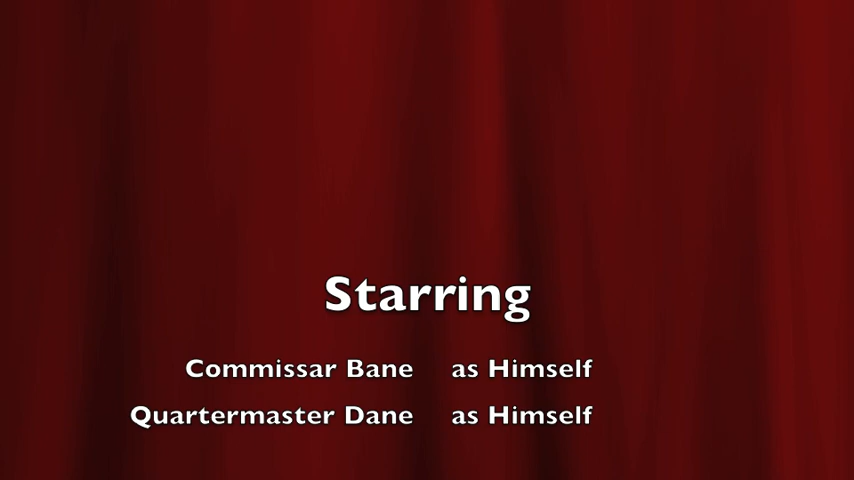 Starring
Commissar Bane as Himself
Quartermaster Dane as Himself